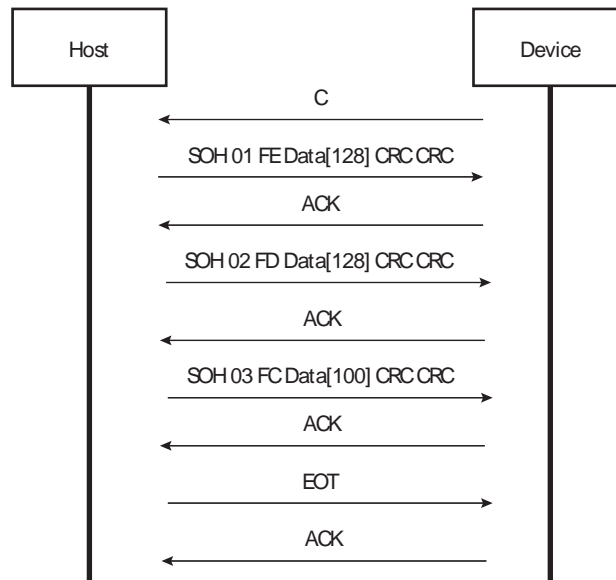 Host
Device
C
SOH 01 FE Data[128] CRC CRC
ACK
SOH 02 FD Data[128] CRC CRC
ACK
SOH 03 FC Data[100] CRC CRC
ACK
EOT
ACK